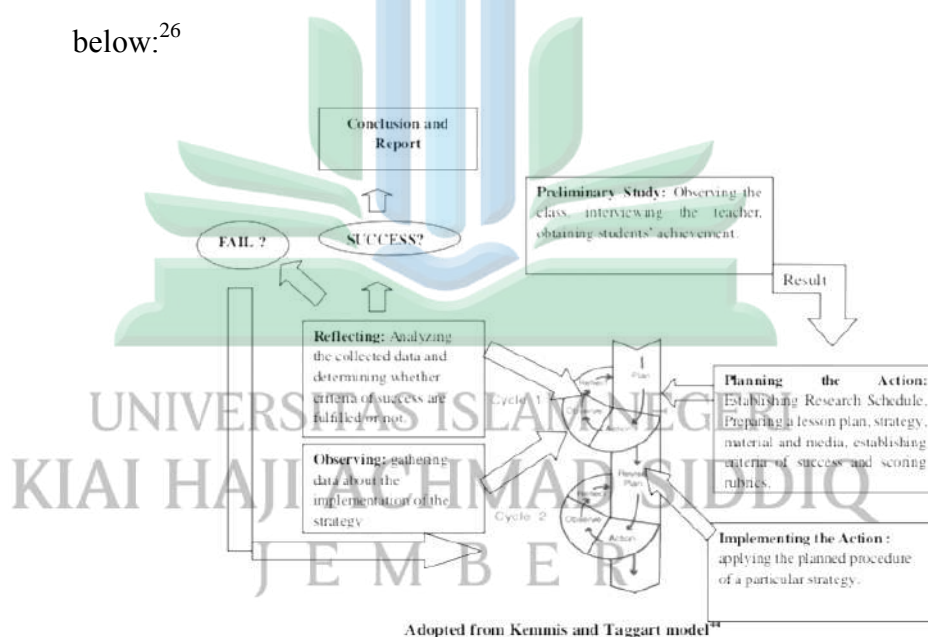 below:26
Conclusion and
Report
Preliminary Study: Observing the
class, interviewing the teacher,
obtaining students' achievement.
FAIL ?
SUCCESS?
Result
Reflecting: Analyzing
the collected data and
determining whether
criteria of success are
fulfilled or not.
Cycle 1
Reflect
Plan
Observe
Action
Planning the Action:
Establishing Research Schedule,
Preparing a lesson plan, strategy,
material and media, establishing
criteria of success and scoring
rubrics.
Observing: gathering
data about the
implementation of the
strategy
Cycle 2
Reflect
Revised
Plan
Observe
Action
Implementing the Action :
applying the planned procedure
of a particular strategy.
UNIVERSITAS ISLAM NEGERI
KIAI HAJI ACHMAD SIDDIQ
JEMBER
Adopted from Kemmis and Taggart model44